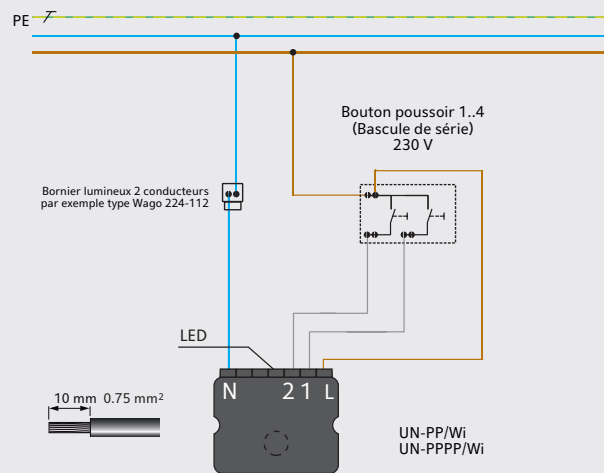 PE
Bouton poussoir 1..4
(Bascule de série)
230 V
Bornier lumineux 2 conducteurs
par exemple type Wago 224-112
LED
N 2 1 L
10 mm 0.75 mm²
UN-PP/Wi
UN-PPPP/Wi